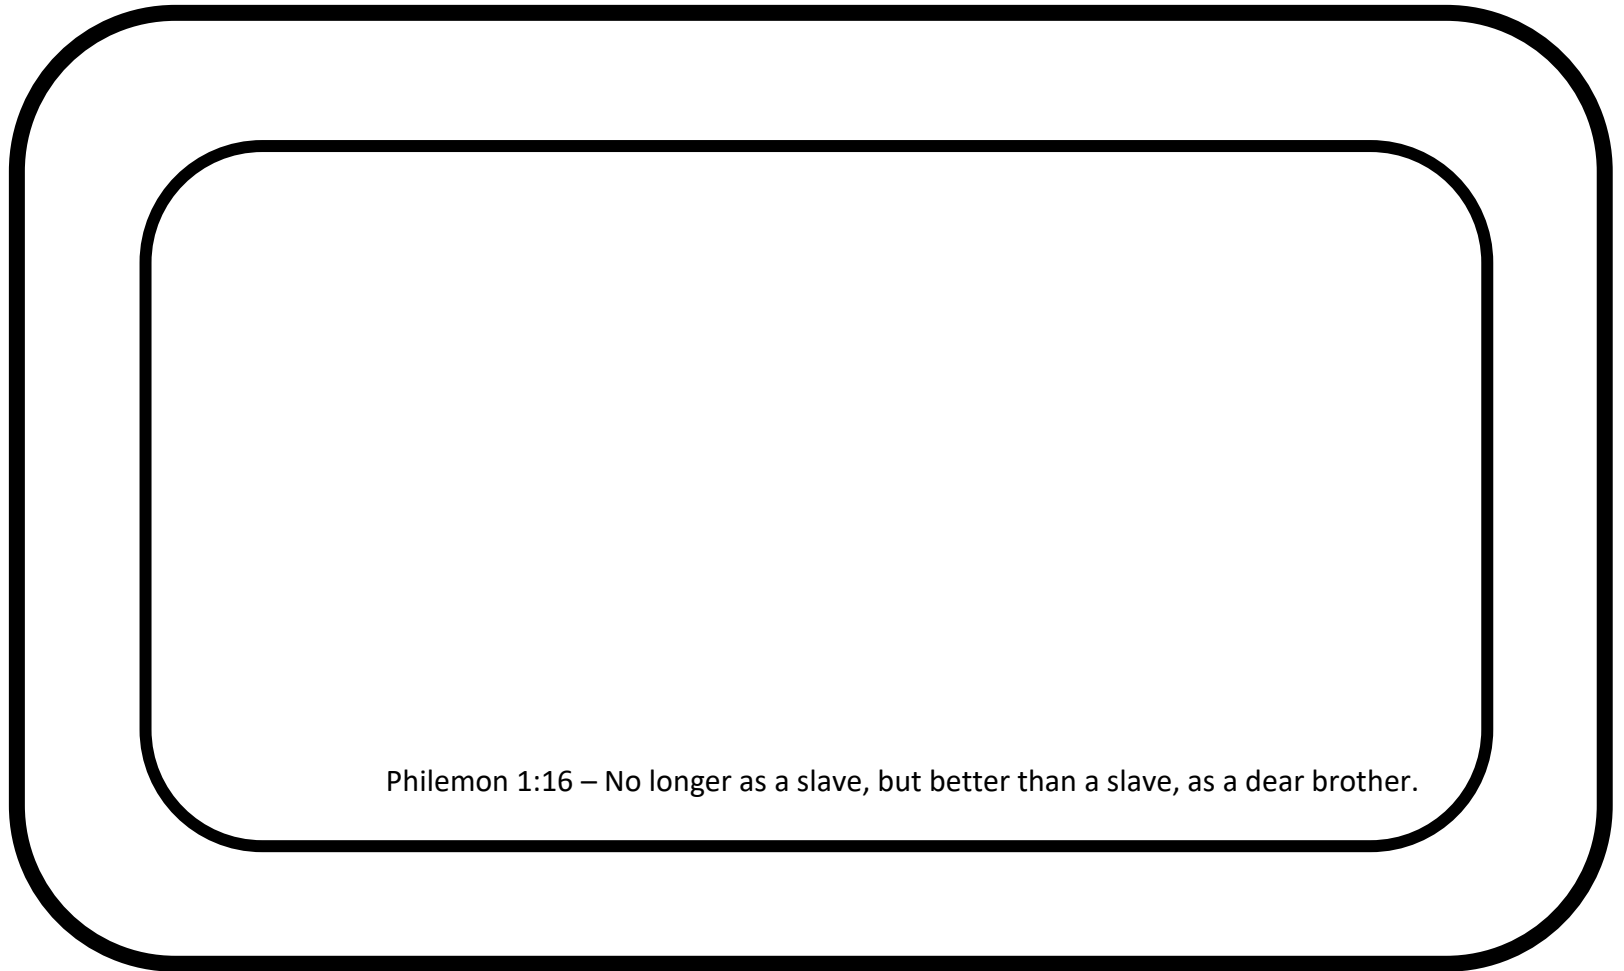 Philemon 1:16 – No longer as a slave, but better than a slave, as a dear brother.